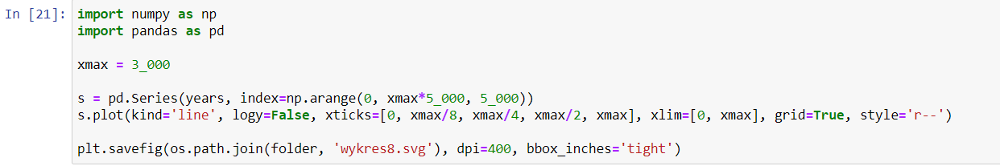 In [21]: import numpy as np
import pandas as pd
xmax = 3_000
s = pd.Series(years, index=np.arange(0, xmax*5_000, 5_000))
s.plot(kind='line', logy=False, xticks=[0, xmax/8, xmax/4, xmax/2, xmax], xlim=[0, xmax], grid=True, style='r--')
plt.savefig(os.path.join(folder, 'wykres8.svg'), dpi=400, bbox_inches='tight')